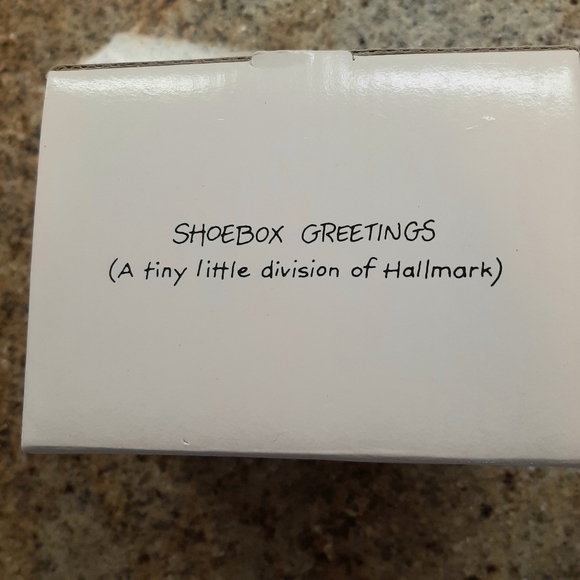 SHOEBOX GREETINGS
(A tiny little division of Hallmark)